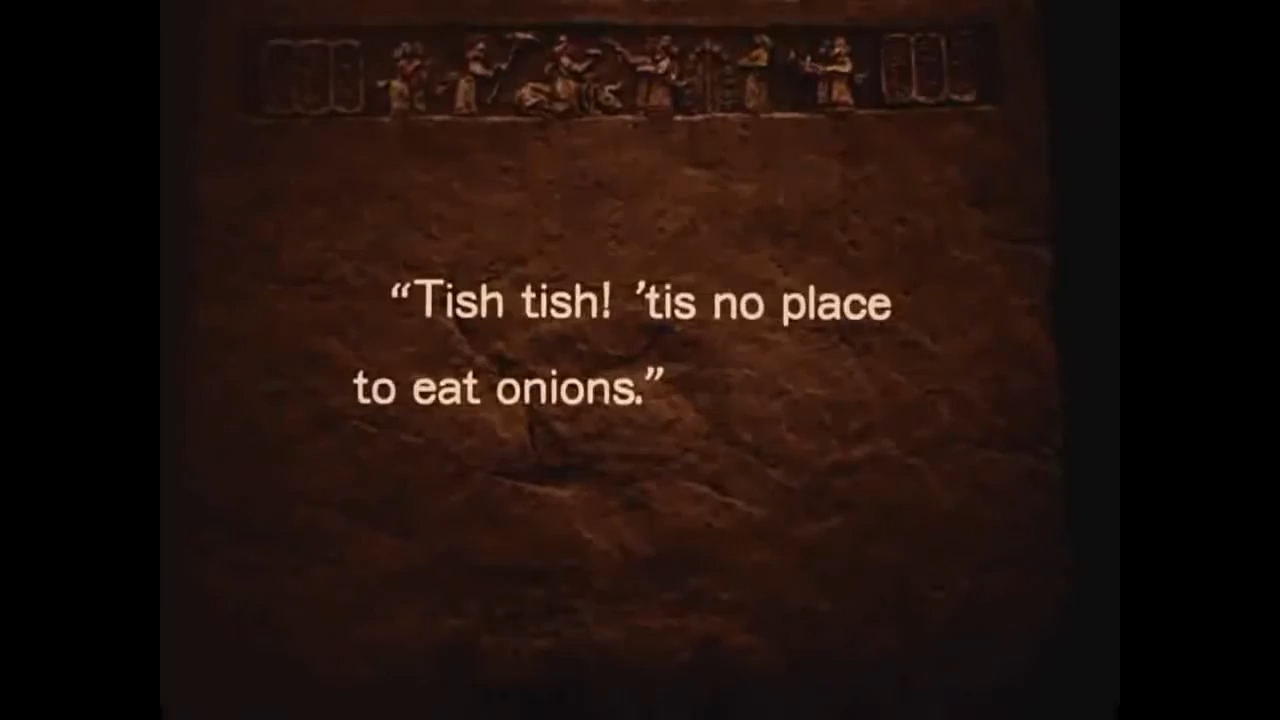 “Tish tish! ’tis no place
to eat onions.”